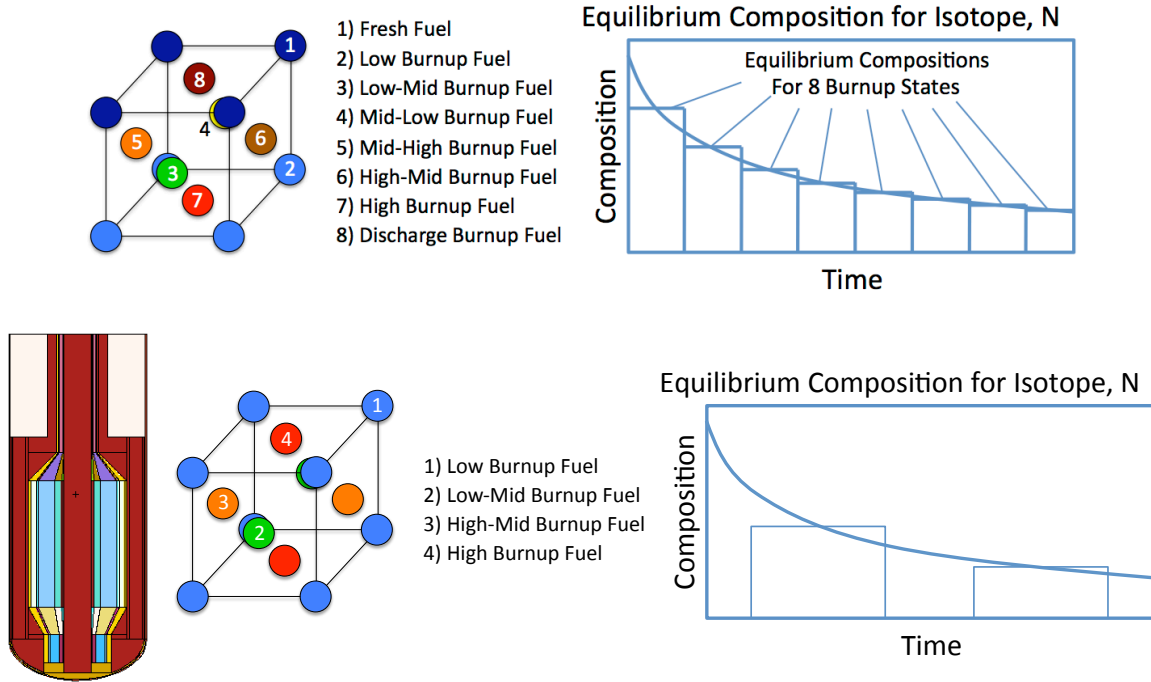 Equilibrium Composition for Isotope, N
1) Fresh Fuel
2) Low Burnup Fuel
3) Low-Mid Burnup Fuel
4) Mid-Low Burnup Fuel
5) Mid-High Burnup Fuel
6) High-Mid Burnup Fuel
7) High Burnup Fuel
8) Discharge Burnup Fuel
1
8
4
5
6
3
2
7
Equilibrium Compositions
For 8 Burnup States
Composition
Time
Equilibrium Composition for Isotope, N
1
4
3
2
1) Low Burnup Fuel
2) Low-Mid Burnup Fuel
3) High-Mid Burnup Fuel
4) High Burnup Fuel
Composition
Time